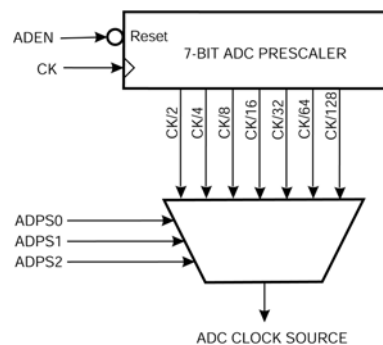 ADEN
Reset
7-BIT ADC PRESCALER
CK
CK/2
CK/4
CK/8
CK/16
CK/32
CK/64
CK/128
ADPS0
ADPS1
ADPS2
ADC CLOCK SOURCE